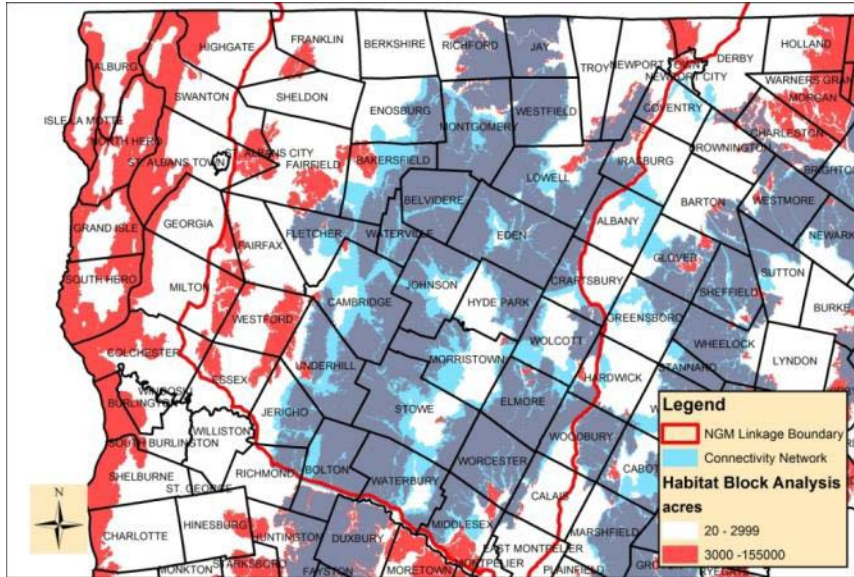 HIGHGATE
FRANKLIN
BERKSHIRE
RICHFORD
JAY
TROY
NEWPORT TOWN
NEWPORT CITY
DERBY
HOLLAND
ALBURG
WARNERS GRAN
MORGAN
SWANTON
SHELDON
ENOSBURG
MONTGOMERY
WESTFIELD
COVENTRY
CHARLESTON
ISLE LA MOTTE
NORTH HERO
ST. ALBANS TOWN
ST. ALBANS CITY
FAIRFIELD
BAKERSFIELD
BROWNINGTON
IRASBURG
BRIGHTON
LOWELL
BELVIDERE
BARTON
WESTMORE
GRAND ISLE
GEORGIA
FLETCHER
WATERVILLE
EDEN
ALBANY
NEWARK
FAIRFAX
GLOVER
SOUTH HERO
MILTON
CAMBRIDGE
JOHNSON
HYDE PARK
CRAFTSBURY
SUTTON
SHEFFIELD
BURKE
WESTFORD
GREENSBORO
COLCHESTER
UNDERHILL
MORRISTOWN
WOLCOTT
WHEELOCK
STANNARD
LYNDON
ESSEX
HARDWICK
WINOOSKI
BURLINGTON
JERICHO
STOWE
ELMORE
WILLISTON
SOUTH BURLINGTON
WOODBURY
SHELBURNE
ST. GEORGE
RICHMOND
BOLTON
WATERBURY
WORCESTER
CABOT
CALAIS
CHARLOTTE
HINESBURG
HUNTINGTON
DUXBURY
MIDDLESEX
MARSHFIELD
EAST MONTPELIER
MONTPELIER
MONKTON
STARKSBORO
FAYSTON
MORETOWN
PLAINFIELD
N
Legend
NGM Linkage Boundary
Connectivity Network
Habitat Block Analysis
acres
20 - 2999
3000 -155000